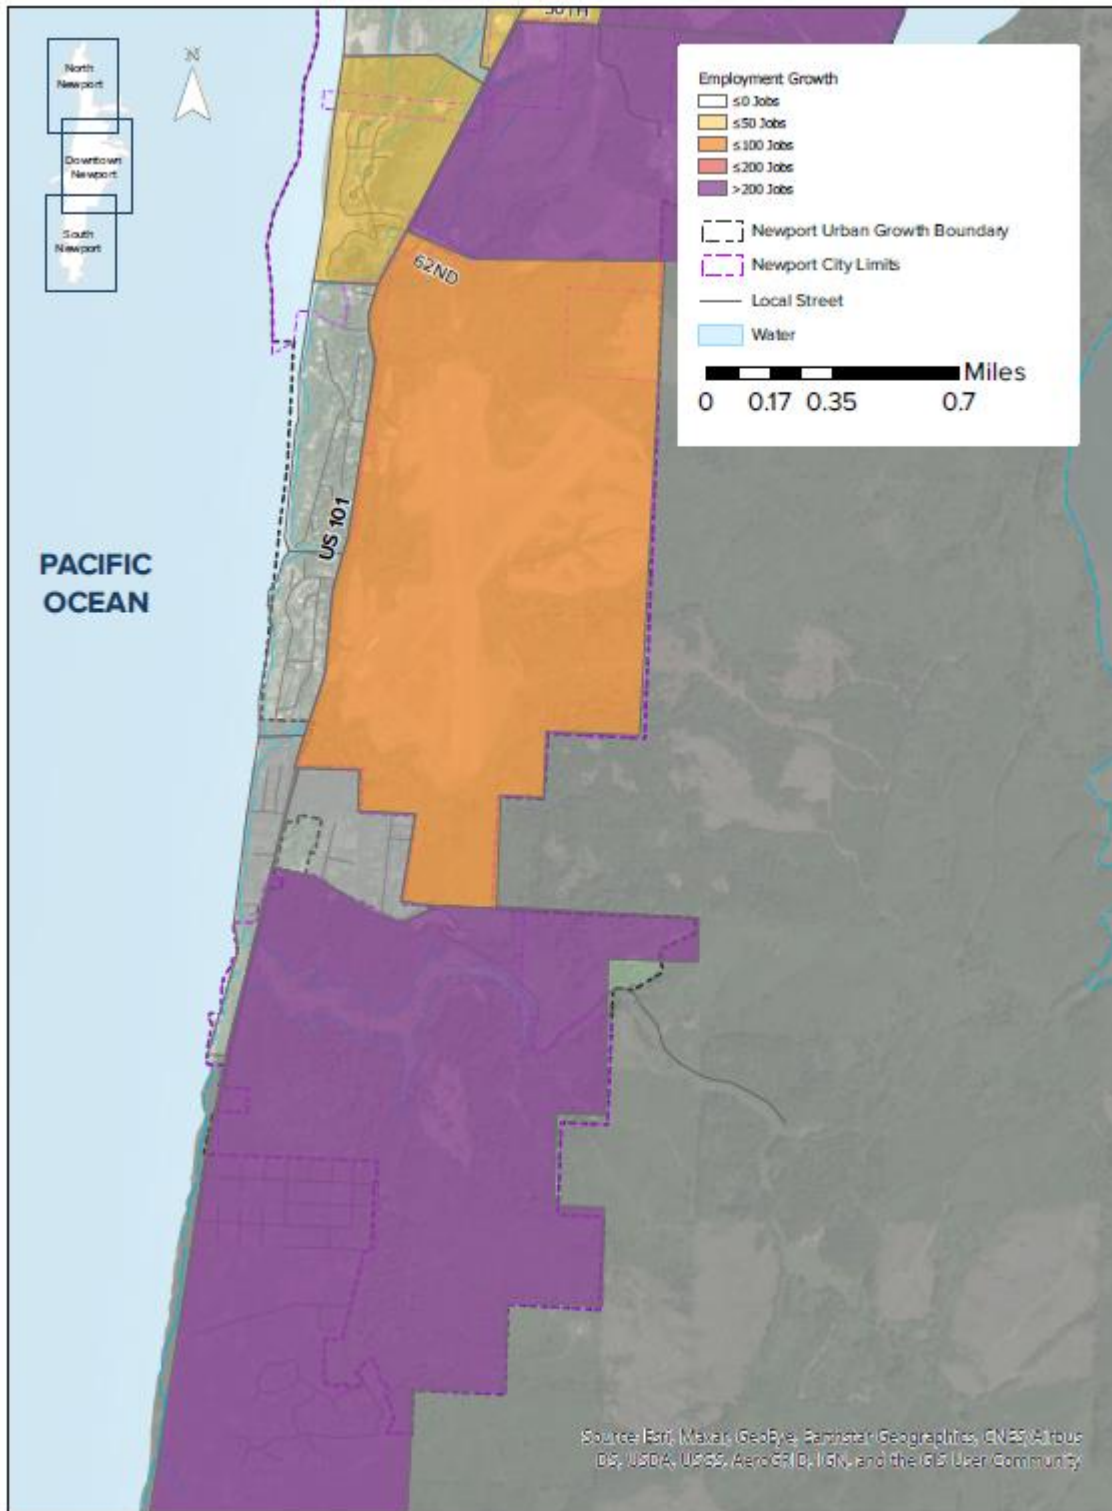 50TH
North
Newport
Downtown
Newport
South
Newport
N
Employment Growth
≤0 Jobs
≤50 Jobs
≤100 Jobs
≤200 Jobs
>200 Jobs
Newport Urban Growth Boundary
Newport City Limits
Local Street
Water
Miles
0 0.17 0.35 0.7
62ND
US 101
PACIFIC
OCEAN
Source: Esri, Maxar, GeoEye, Earthstar Geographics, CNES/Airbus
DS, USDA, USGS, AeroGRID, IGN, and the GIS User Community